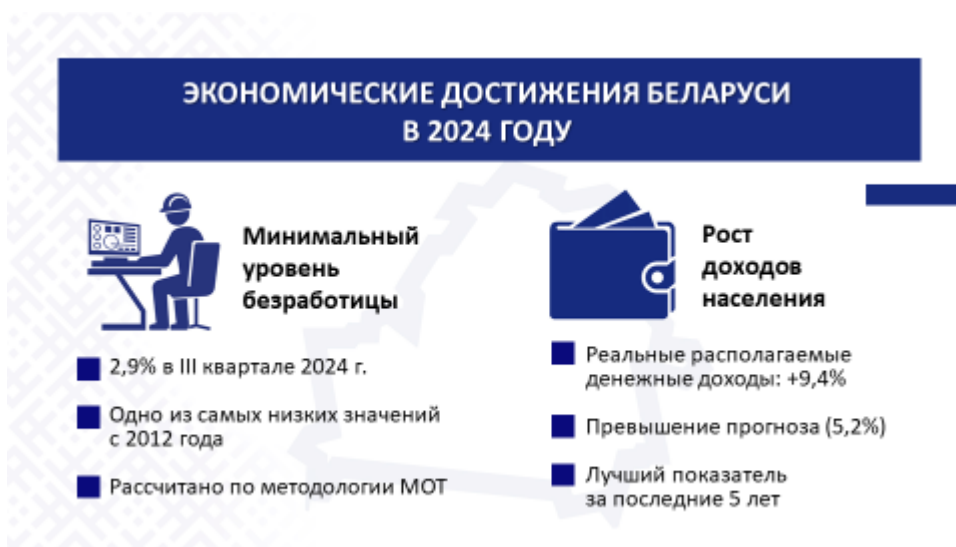 ЭКОНОМИЧЕСКИЕ ДОСТИЖЕНИЯ БЕЛАРУСИ
В 2024 ГОДУ
Минимальный
уровень
безработицы
2,9% в III квартале 2024 г.
Одно из самых низких значений
с 2012 года
Рассчитано по методологии МОТ
Рост
доходов
населения
Реальные располагаемые
денежные доходы: +9,4%
Превышение прогноза (5,2%)
Лучший показатель
за последние 5 лет